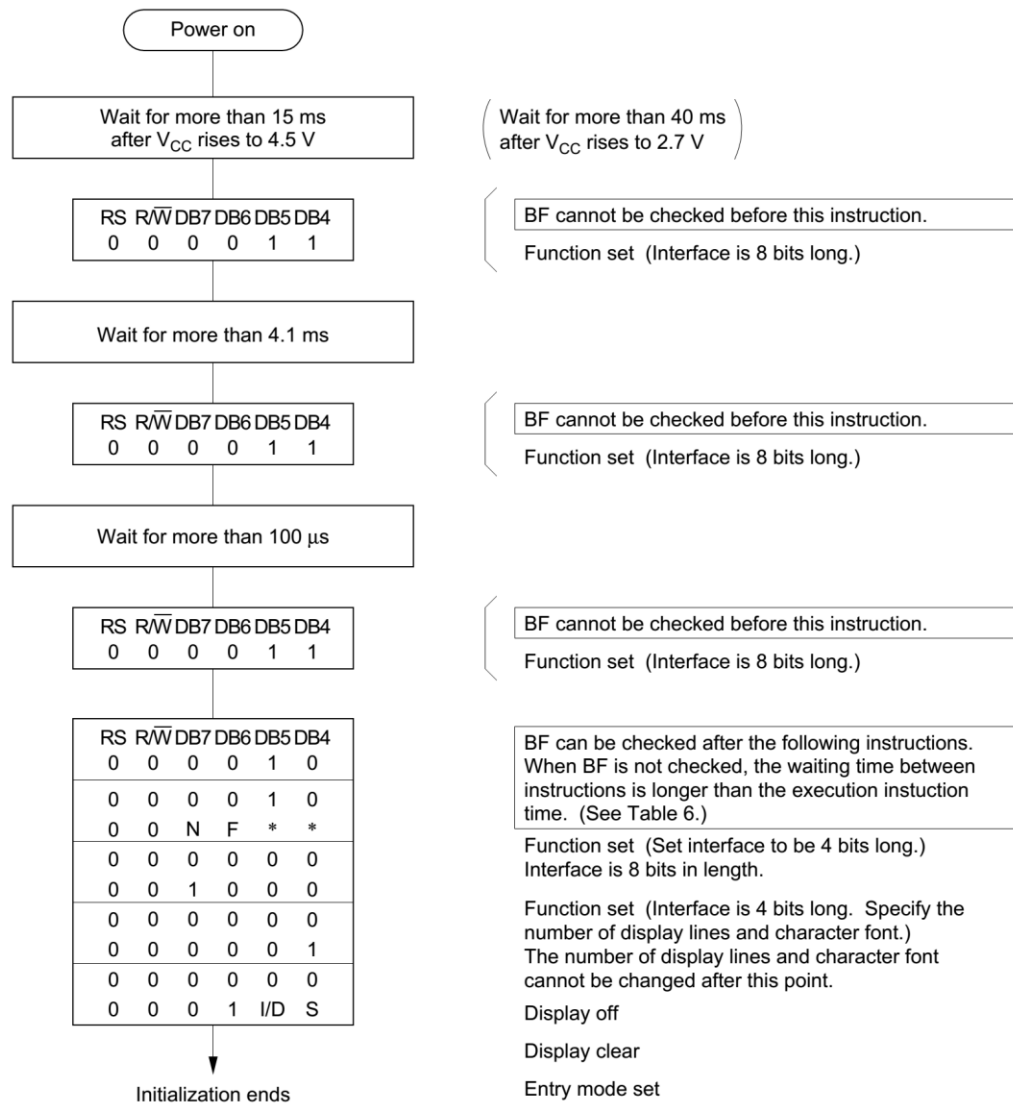 Power on
Wait for more than 15 ms
after VCC rises to 4.5 V
( Wait for more than 40 ms
after VCC rises to 2.7 V )
RS R/W̅ DB7 DB6 DB5 DB4
0 0 0 0 1 1
BF cannot be checked before this instruction.
Function set (Interface is 8 bits long.)
Wait for more than 4.1 ms
RS R/W̅ DB7 DB6 DB5 DB4
0 0 0 0 1 1
BF cannot be checked before this instruction.
Function set (Interface is 8 bits long.)
Wait for more than 100 µs
RS R/W̅ DB7 DB6 DB5 DB4
0 0 0 0 1 1
BF cannot be checked before this instruction.
Function set (Interface is 8 bits long.)
RS R/W̅ DB7 DB6 DB5 DB4
0 0 0 0 1 0
0 0 0 0 1 0
0 0 N F * *
0 0 0 0 0 0
0 0 1 0 0 0
0 0 0 0 0 0
0 0 0 0 0 1
0 0 0 0 0 0
0 0 0 1 I/D S
Initialization ends
BF can be checked after the following instructions.
When BF is not checked, the waiting time between
instructions is longer than the execution instuction
time. (See Table 6.)
Function set (Set interface to be 4 bits long.)
Interface is 8 bits in length.
Function set (Interface is 4 bits long. Specify the
number of display lines and character font.)
The number of display lines and character font
cannot be changed after this point.
Display off
Display clear
Entry mode set